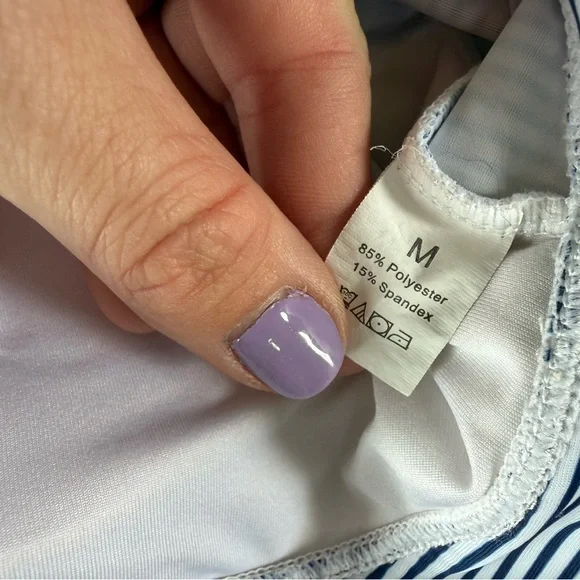 M
85% Polyester
15% Spandex